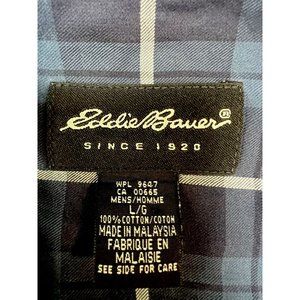 Eddie Bauer®
SINCE 1920
WPL 9647
CA 00665
MENS/HOMME
L/G
100% COTTON/COTON
MADE IN MALAYSIA
FABRIQUE EN
MALAISIE
SEE SIDE FOR CARE